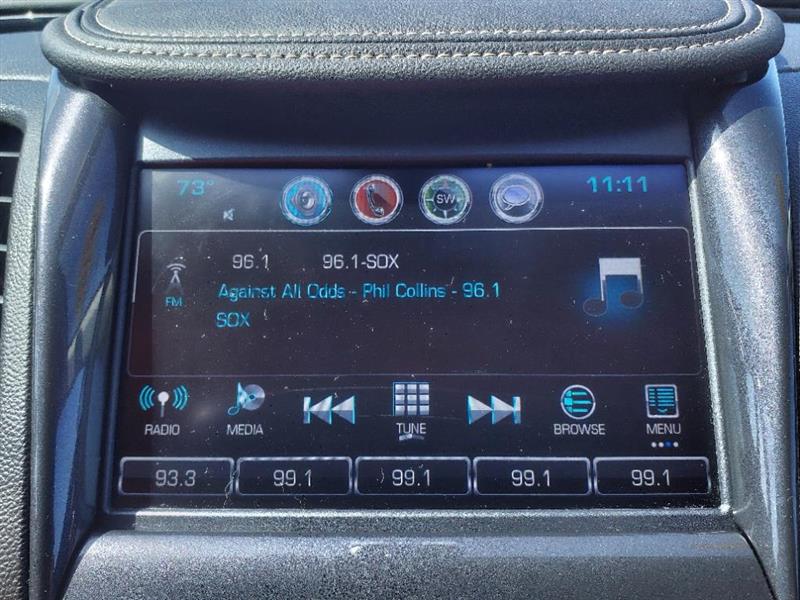 73° 11:11
SW
96.1 96.1-SOX
FM Against All Odds - Phil Collins - 96.1
SOX
RADIO MEDIA TUNE BROWSE MENU
93.3 99.1 99.1 99.1 99.1